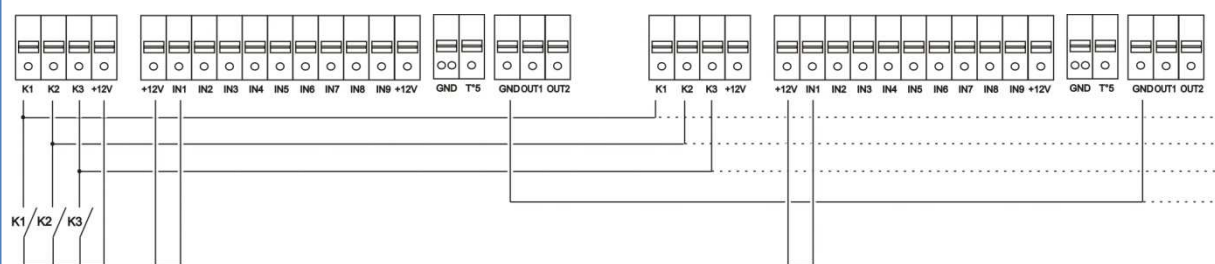 K1 K2 K3 +12V +12V IN1 IN2 IN3 IN4 IN5 IN6 IN7 IN8 IN9 +12V GND T°5 GND OUT1 OUT2 K1 K2 K3 +12V +12V IN1 IN2 IN3 IN4 IN5 IN6 IN7 IN8 IN9 +12V GND T°5 GND OUT1 OUT2
K1 K2 K3